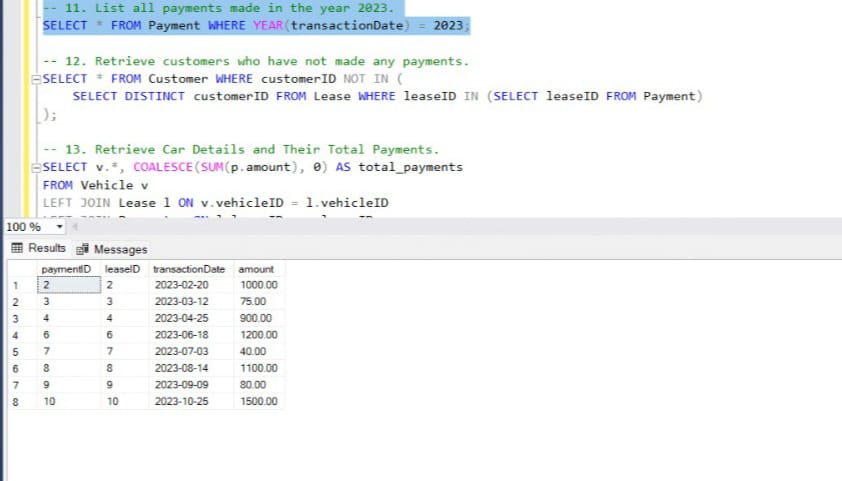 -- 11. List all payments made in the year 2023.
SELECT * FROM Payment WHERE YEAR(transactionDate) = 2023;
-- 12. Retrieve customers who have not made any payments.
SELECT * FROM Customer WHERE customerID NOT IN (
SELECT DISTINCT customerID FROM Lease WHERE leaseID IN (SELECT leaseID FROM Payment)
);
-- 13. Retrieve Car Details and Their Total Payments.
SELECT v.*, COALESCE(SUM(p.amount), 0) AS total_payments
FROM Vehicle v
LEFT JOIN Lease l ON v.vehicleID = l.vehicleID
100 %
Results Messages
paymentID leaseID transactionDate amount
1 2 2 2023-02-20 1000.00
2 3 3 2023-03-12 75.00
3 4 4 2023-04-25 900.00
4 6 6 2023-06-18 1200.00
5 7 7 2023-07-03 40.00
6 8 8 2023-08-14 1100.00
7 9 9 2023-09-09 80.00
8 10 10 2023-10-25 1500.00